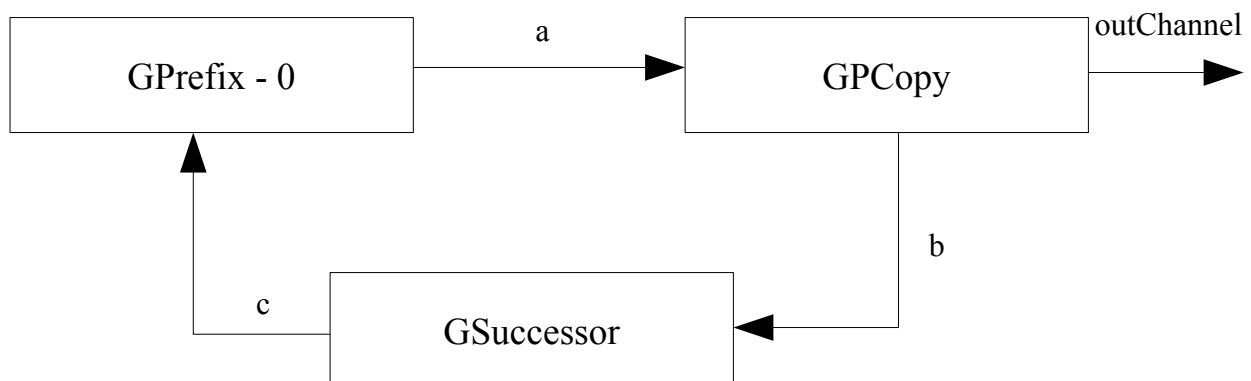 a
outChannel
GPrefix - 0
GPCopy
b
c
GSuccessor